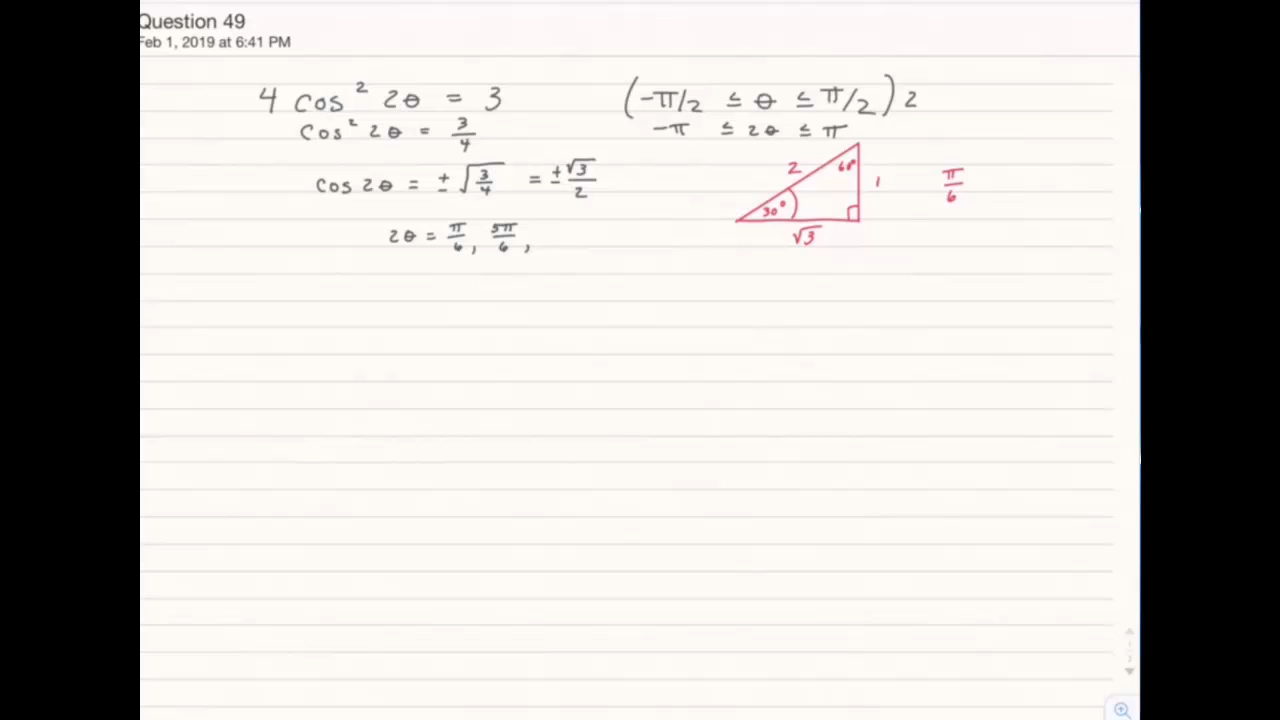 Question 49
Feb 1, 2019 at 6:41 PM
4 cos² 2θ = 3 (-π/2 ≤ θ ≤ π/2) 2
cos² 2θ = 3/4 -π ≤ 2θ ≤ π
cos 2θ = ± √(3/4) = ± √3/2
2 60° 1 π/6
30°
√3
2θ = π/6, 5π/6,